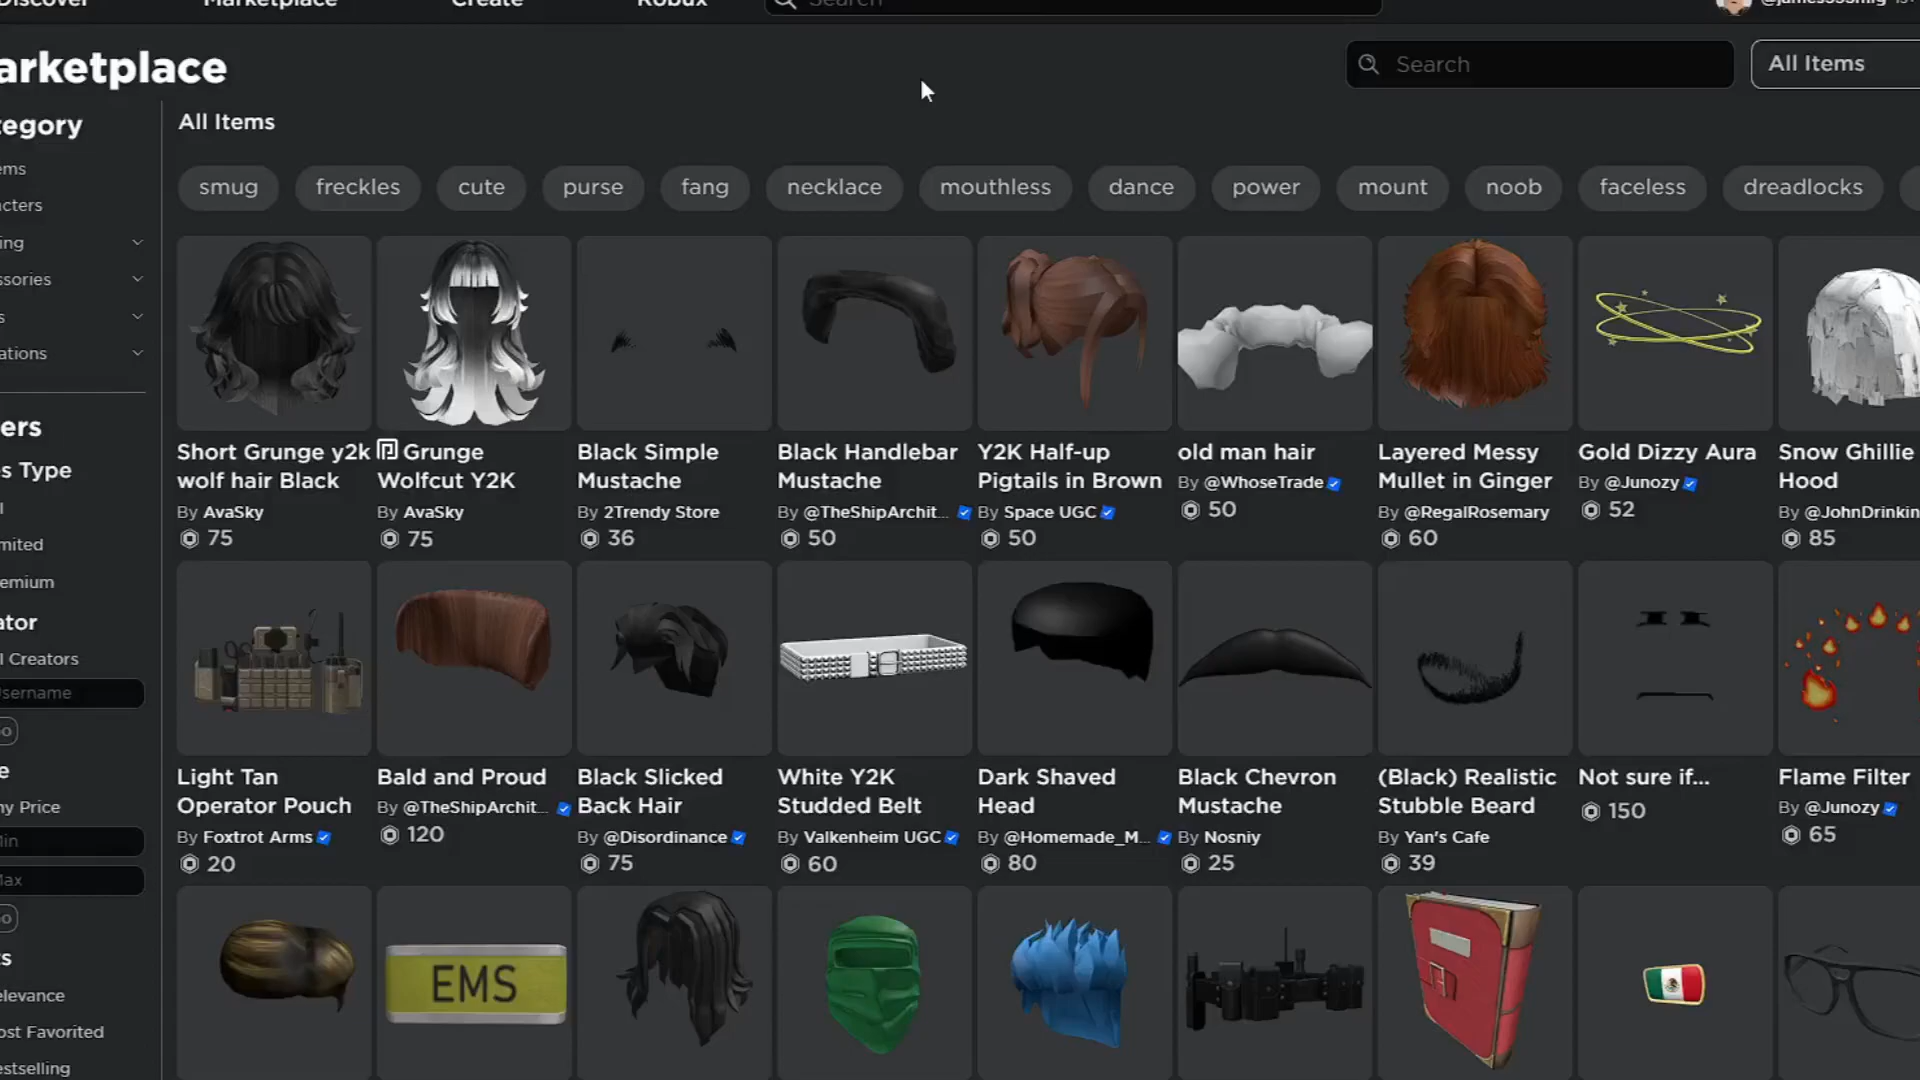 Discover Marketplace Create Robux Search
arketplace
Search
All Items
tegory
All Items
smug freckles cute purse fang necklace mouthless dance power mount noob faceless dreadlocks
ems
cters
ing
ssories
s
ations
ers
s Type
l
mited
emium
ator
l Creators
sername
o
e
ny Price
in
ax
o
s
elevance
ost Favorited
estselling
Short Grunge y2k wolf hair Black
By AvaSky
75
Grunge Wolfcut Y2K
By AvaSky
75
Black Simple Mustache
By 2Trendy Store
36
Black Handlebar Mustache
By @TheShipArchit...
50
Y2K Half-up Pigtails in Brown
By Space UGC
50
old man hair
By @WhoseTrade
50
Layered Messy Mullet in Ginger
By @RegalRosemary
60
Gold Dizzy Aura
By @Junozy
52
Snow Ghillie Hood
By @JohnDrinkin
85
Light Tan Operator Pouch
By Foxtrot Arms
20
Bald and Proud
By @TheShipArchit...
120
Black Slicked Back Hair
By @Disordinance
75
White Y2K Studded Belt
By Valkenheim UGC
60
Dark Shaved Head
By @Homemade_M...
80
Black Chevron Mustache
By Nosniy
25
(Black) Realistic Stubble Beard
By Yan's Cafe
39
Not sure if...
150
Flame Filter
By @Junozy
65
EMS